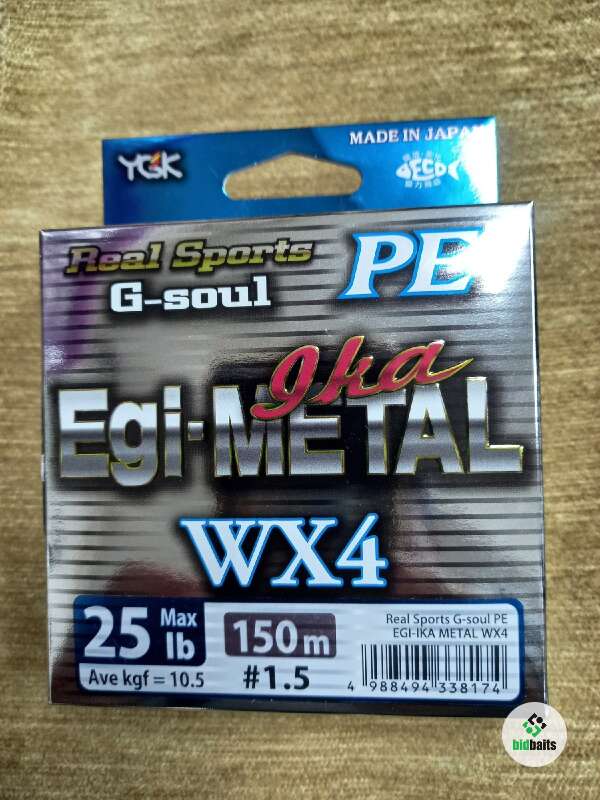 YGK
MADE IN JAPAN
ECO
Real Sports
G-soul
PE
Ika
Egi-METAL
WX4
25 Max lb
Ave kgf = 10.5
150m
#1.5
Real Sports G-soul PE
EGI-IKA METAL WX4
4 988494 338174
bidbaits